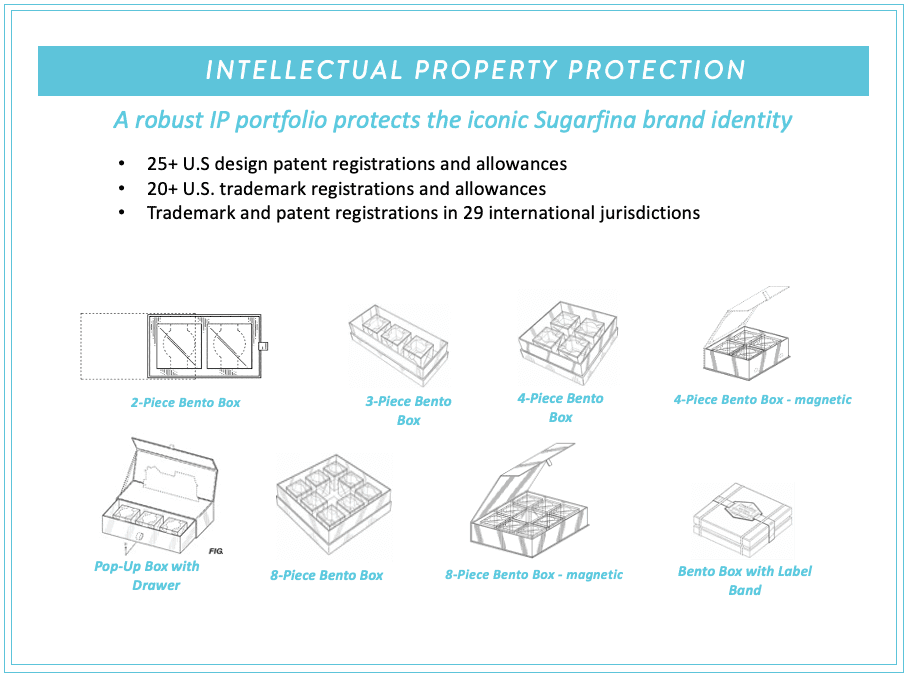 INTELLECTUAL PROPERTY PROTECTION
A robust IP portfolio protects the iconic Sugarfina brand identity
• 25+ U.S design patent registrations and allowances
• 20+ U.S. trademark registrations and allowances
• Trademark and patent registrations in 29 international jurisdictions
2-Piece Bento Box
3-Piece Bento
Box
4-Piece Bento
Box
4-Piece Bento Box - magnetic
FIG.
Pop-Up Box with
Drawer
8-Piece Bento Box
8-Piece Bento Box - magnetic
Bento Box with Label
Band